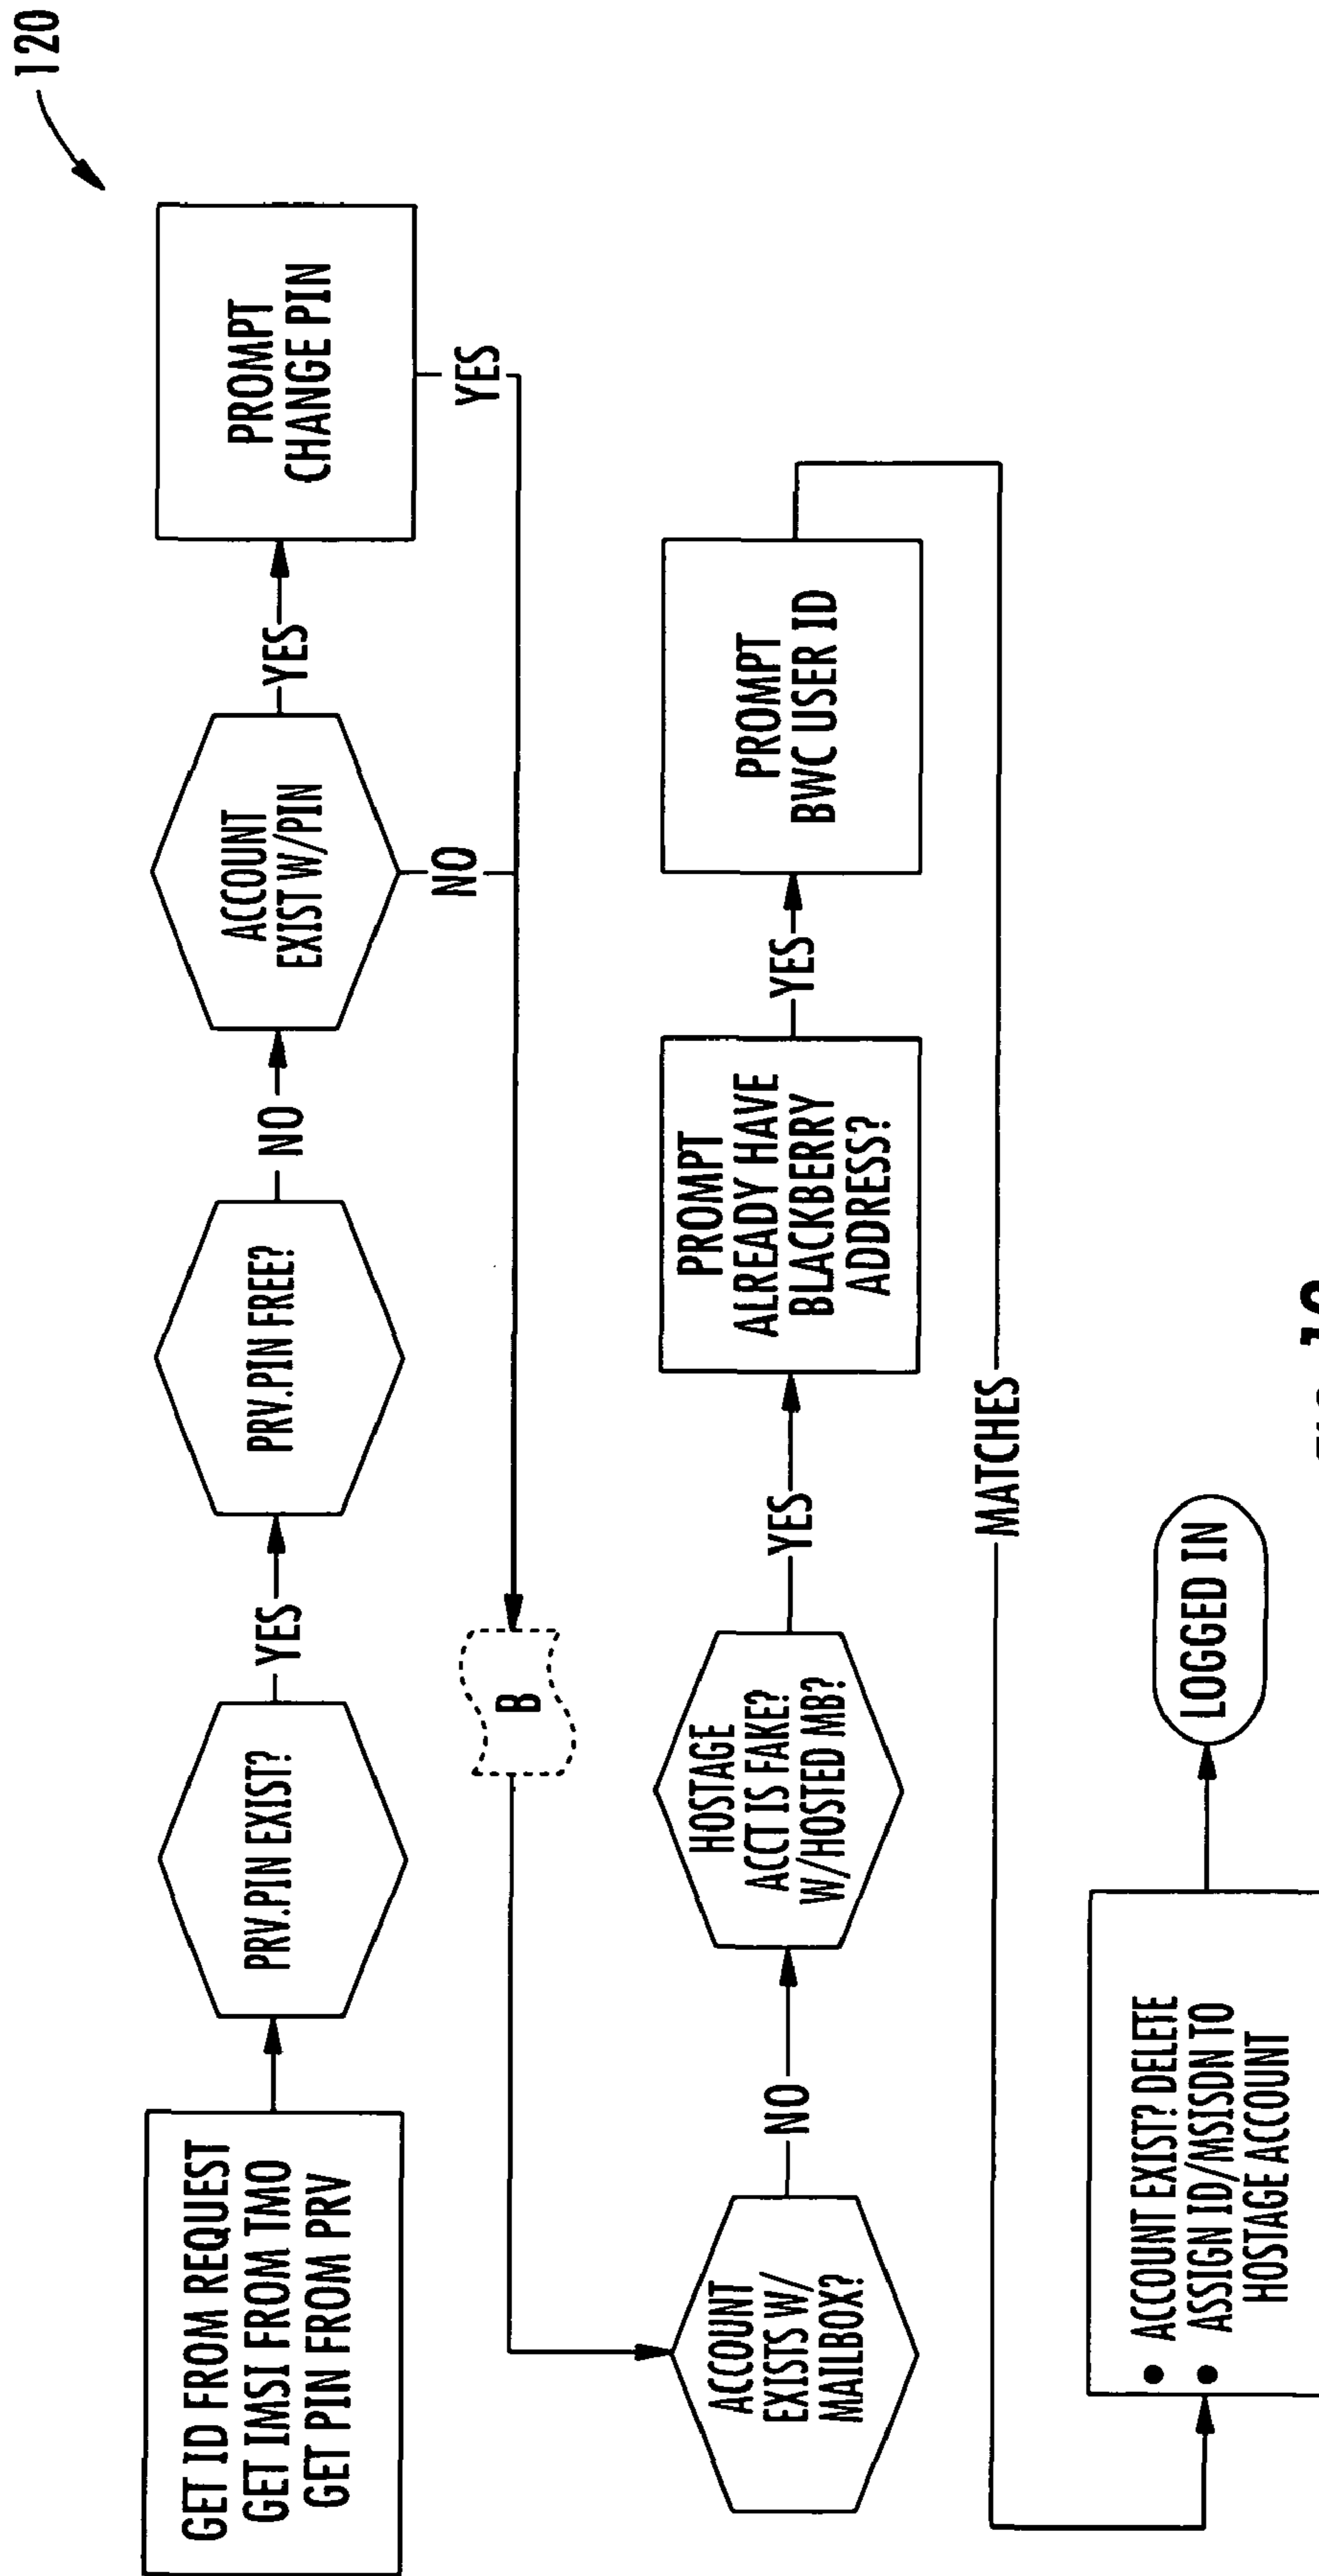 120
GET ID FROM REQUEST
GET IMSI FROM TMO
GET PIN FROM PRV
PRV.PIN EXIST?
YES
PRV.PIN FREE?
NO
ACCOUNT
EXIST W/PIN
YES
PROMPT
CHANGE PIN
NO
YES
B
ACCOUNT
EXISTS W/
MAILBOX?
NO
HOSTAGE
ACCT IS FAKE?
W/HOSTED MB?
YES
PROMPT
ALREADY HAVE
BLACKBERRY
ADDRESS?
YES
PROMPT
BWC USER ID
MATCHES
● ACCOUNT EXIST? DELETE
● ASSIGN ID/MSISDN TO
HOSTAGE ACCOUNT
LOGGED IN